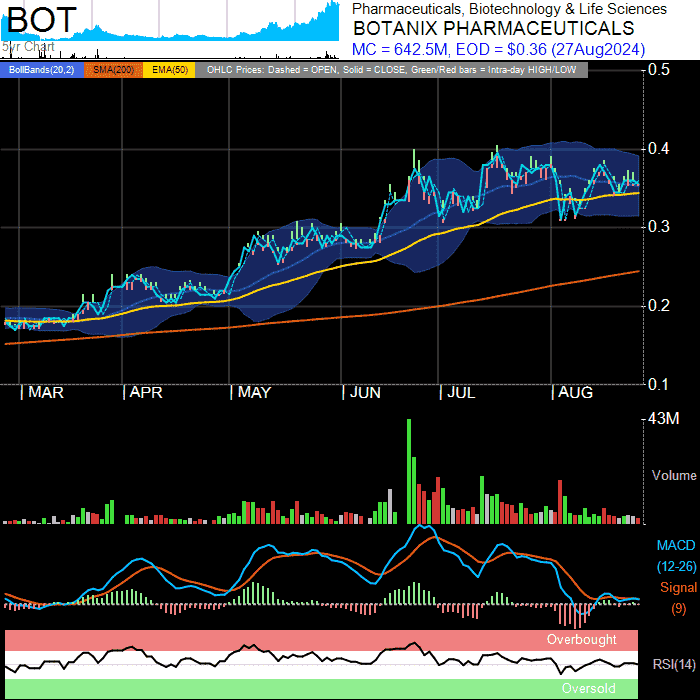 BOT
5yr Chart
Pharmaceuticals, Biotechnology & Life Sciences
BOTANIX PHARMACEUTICALS
MC = 642.5M, EOD = $0.36 (27Aug2024)
BollBands(20,2) SMA(200) EMA(50) OHLC Prices: Dashed = OPEN, Solid = CLOSE, Green/Red bars = Intra-day HIGH/LOW
0.5
0.4
0.3
0.2
0.1
MAR APR MAY JUN JUL AUG
43M
Volume
MACD
(12-26)
Signal
(9)
Overbought
RSI(14)
Oversold